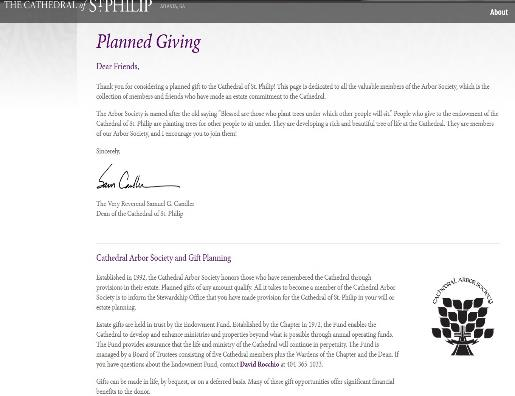 THE CATHEDRAL of ST. PHILIP ATLANTA, GA
About
Planned Giving
Dear Friends,
Thank you for considering a planned gift to the Cathedral of St. Philip! This page is dedicated to all the valuable members of the Arbor Society, which is the
collection of members and friends who have made an estate commitment to the Cathedral.
The Arbor Society is named after the old saying "Blessed are those who plant trees under which other people will sit." People who give to the endowment of the
Cathedral of St. Philip are planting trees for other people to sit under. They are developing a rich and beautiful tree of life at the Cathedral. They are members
of our Arbor Society, and I encourage you to join them!
Sincerely,
Sam Candler
The Very Reverend Samuel G. Candler
Dean of the Cathedral of St. Philip
Cathedral Arbor Society and Gift Planning
Established in 1992, the Cathedral Arbor Society honors those who have remembered the Cathedral through
provisions in their estate. Planned gifts of any amount qualify. All it takes to become a member of the Cathedral Arbor
Society is to inform the Stewardship Office that you have made provision for the Cathedral of St. Philip in your will or
estate planning.
CATHEDRAL ARBOR SOCIETY
Estate gifts are held in trust by the Endowment Fund. Established by the Chapter in 1972, the Fund enables the
Cathedral to develop and enhance ministries and properties beyond what is possible through annual operating funds.
The Fund provides assurance that the life and ministry of the Cathedral will continue in perpetuity. The Fund is
managed by a Board of Trustees consisting of five Cathedral members plus the Wardens of the Chapter and the Dean. If
you have questions about the Endowment Fund, contact David Rocchio at 404-365-1033.
Gifts can be made in life, by bequest, or on a deferred basis. Many of these gift opportunities offer significant financial
benefits to the donor.